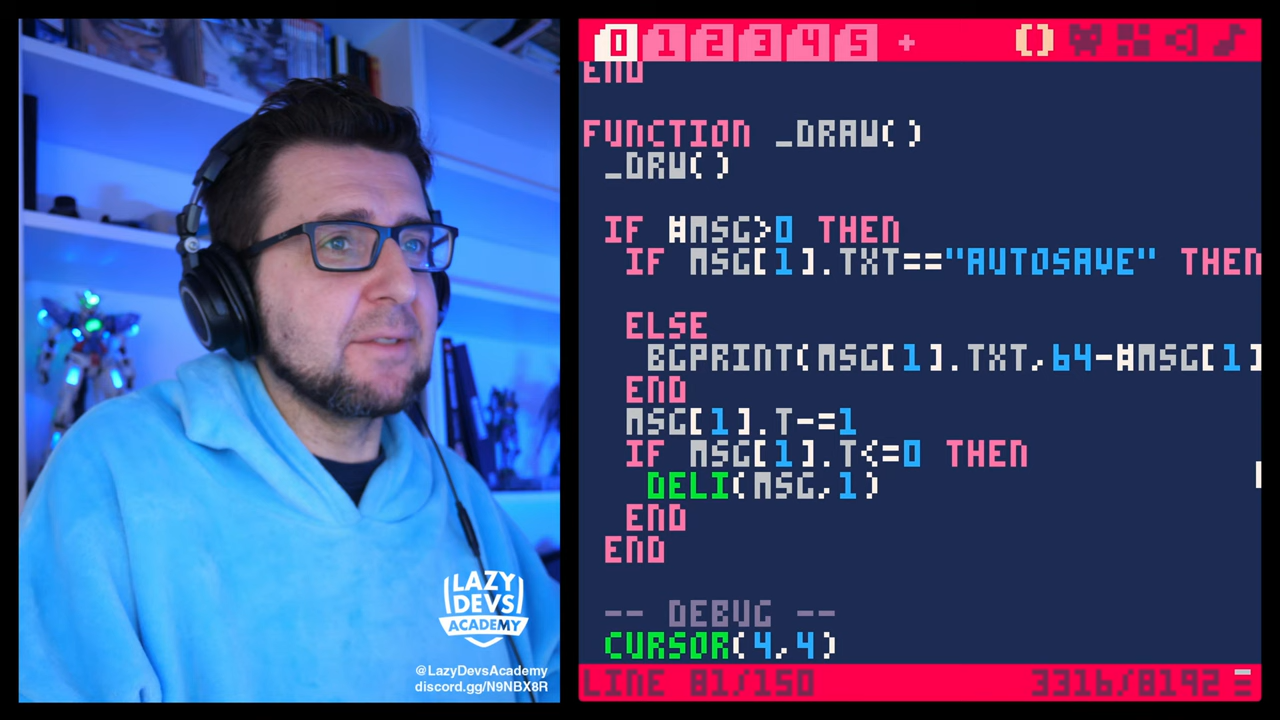 LAZY
DEVS
ACADEMY
@LazyDevsAcademy
discord.gg/N9NBX8R
0 1 2 3 4 5 +
END
FUNCTION _DRAW()
_DRW()
IF #MSG>0 THEN
IF MSG[1].TXT=="AUTOSAVE" THEN
ELSE
BGPRINT(MSG[1].TXT,64-#MSG[1]
END
MSG[1].T-=1
IF MSG[1].T<=0 THEN
DELI(MSG,1)
END
END
-- DEBUG --
CURSOR(4,4)
LINE 81/150
3316/8192